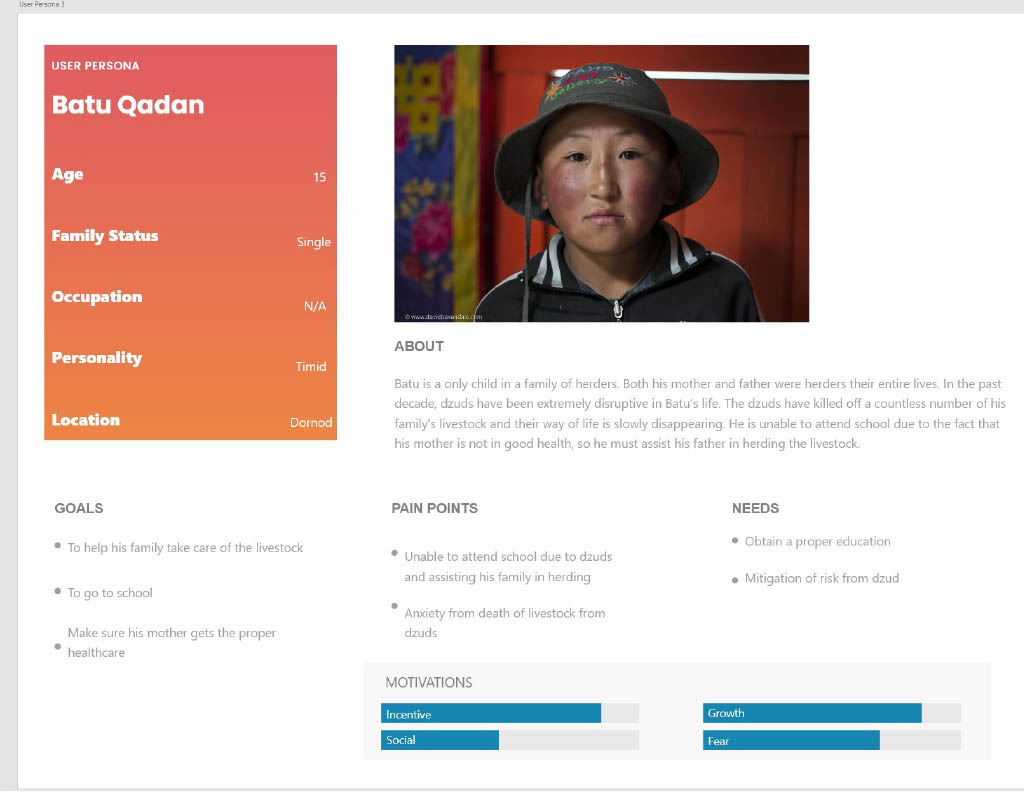 User Persona 3
USER PERSONA
Batu Qadan
Age
15
Family Status
Single
Occupation
N/A
Personality
Timid
Location
Dornod
© www.davidbaxendale.com
ABOUT
Batu is a only child in a family of herders. Both his mother and father were herders their entire lives. In the past
decade, dzuds have been extremely disruptive in Batu's life. The dzuds have killed off a countless number of his
family's livestock and their way of life is slowly disappearing. He is unable to attend school due to the fact that
his mother is not in good health, so he must assist his father in herding the livestock.
GOALS
To help his family take care of the livestock
To go to school
Make sure his mother gets the proper
healthcare
PAIN POINTS
Unable to attend school due to dzuds
and assisting his family in herding
Anxiety from death of livestock from
dzuds
NEEDS
Obtain a proper education
Mitigation of risk from dzud
MOTIVATIONS
Incentive
Social
Growth
Fear